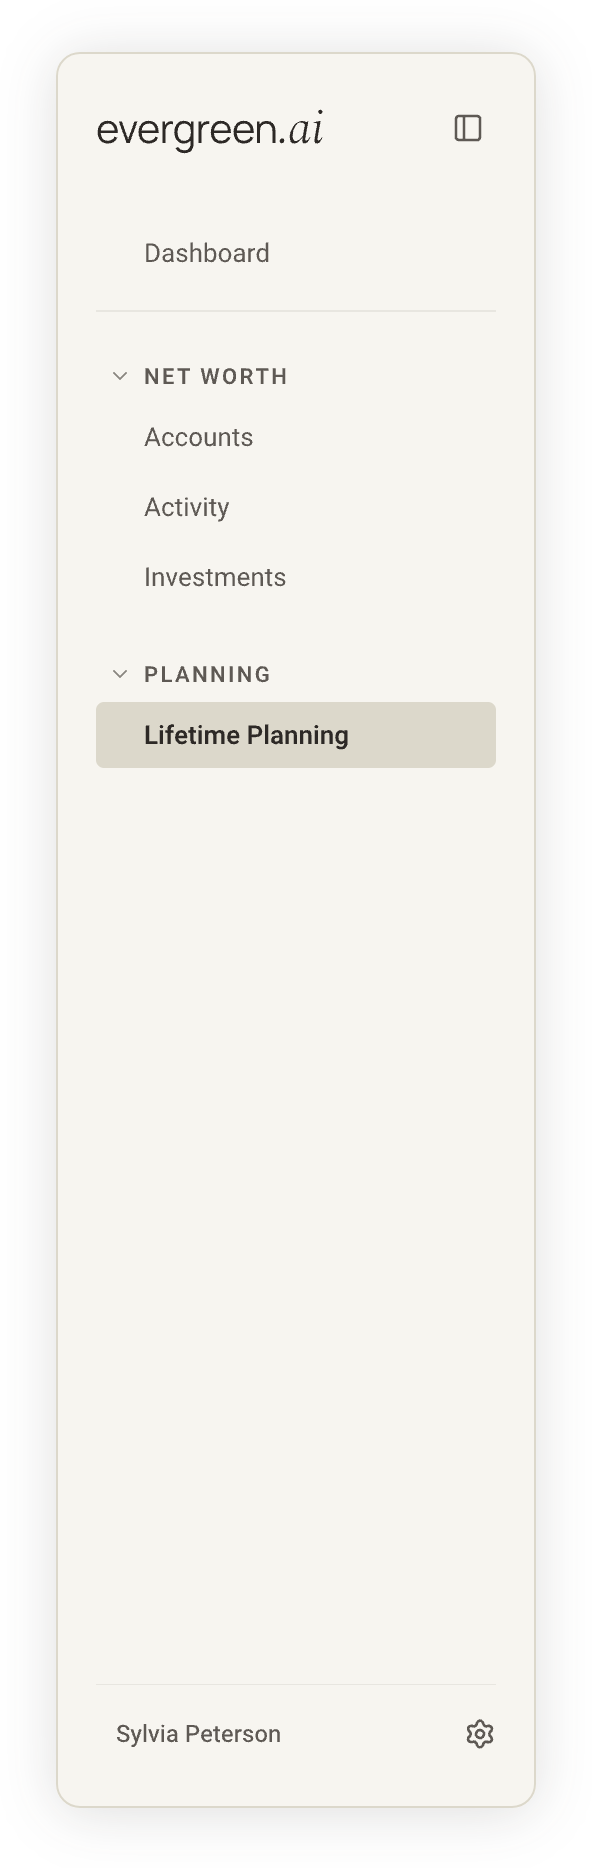 evergreen.ai
Dashboard
NET WORTH
Accounts
Activity
Investments
PLANNING
Lifetime Planning
Sylvia Peterson